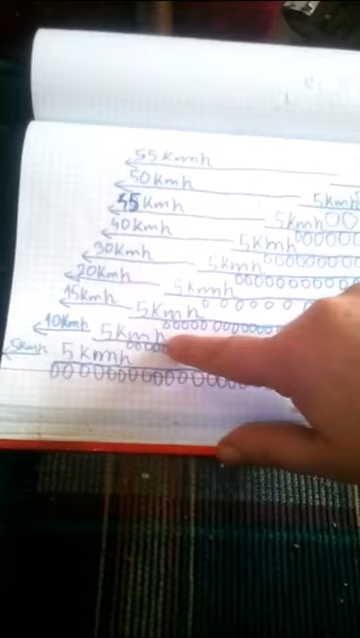 55Kmh
50Kmh 5Kmh
45Kmh 5Kmh
40Kmh 5Kmh
30Kmh 5Kmh
20Kmh 5Kmh
15Kmh 5Kmh
10Kmh 5Kmh
5Kmh 5Kmh